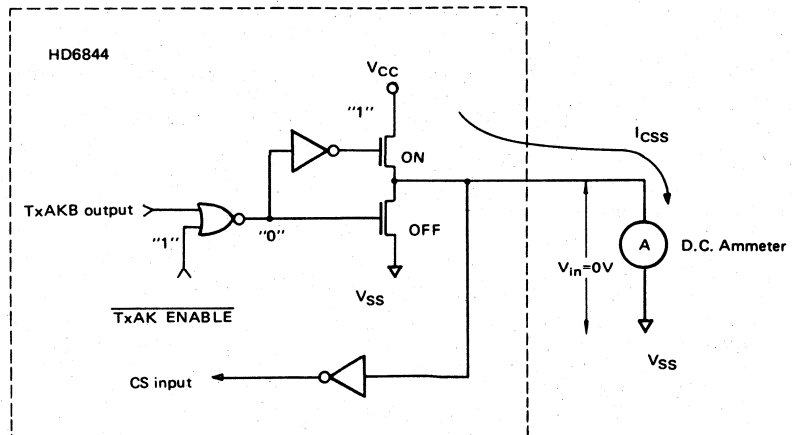 HD6844
VCC
"1"
ICSS
ON
TxAKB output
"1"
"0"
OFF
A
D.C. Ammeter
Vin=0V
VSS
TxAK ENABLE
VSS
CS input